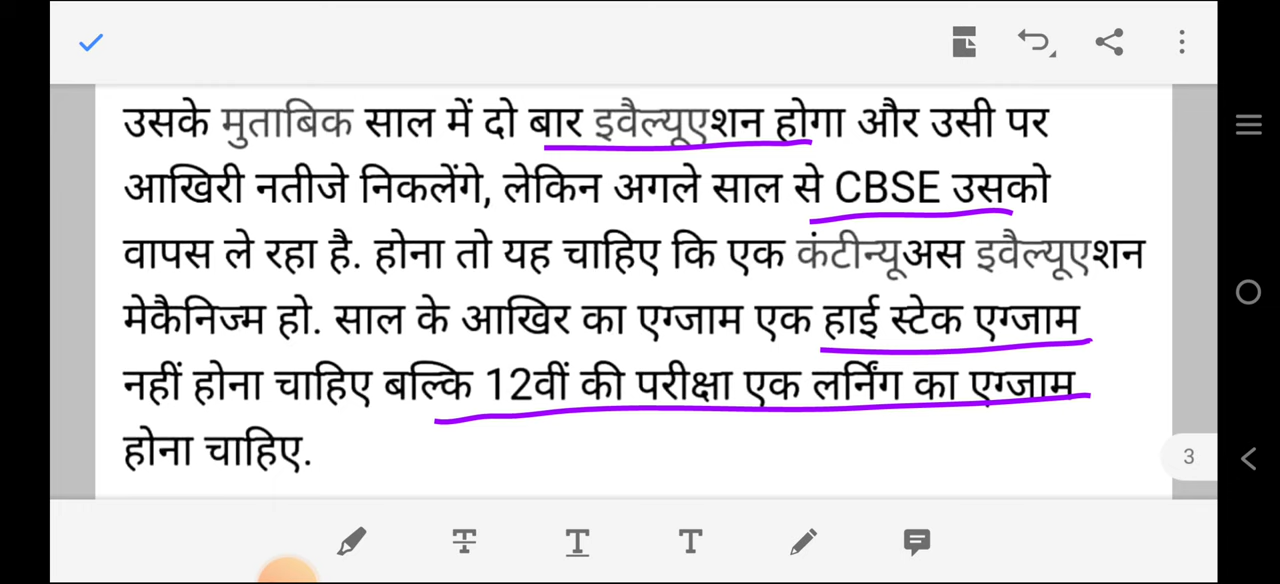 उसके मुताबिक साल में दो बार इवैल्यूएशन होगा और उसी पर
आखिरी नतीजे निकलेंगे, लेकिन अगले साल से CBSE उसको
वापस ले रहा है. होना तो यह चाहिए कि एक कंटीन्यूअस इवैल्यूएशन
मेकैनिज्म हो. साल के आखिर का एग्जाम एक हाई स्टेक एग्जाम
नहीं होना चाहिए बल्कि 12वीं की परीक्षा एक लर्निंग का एग्जाम
होना चाहिए.
3